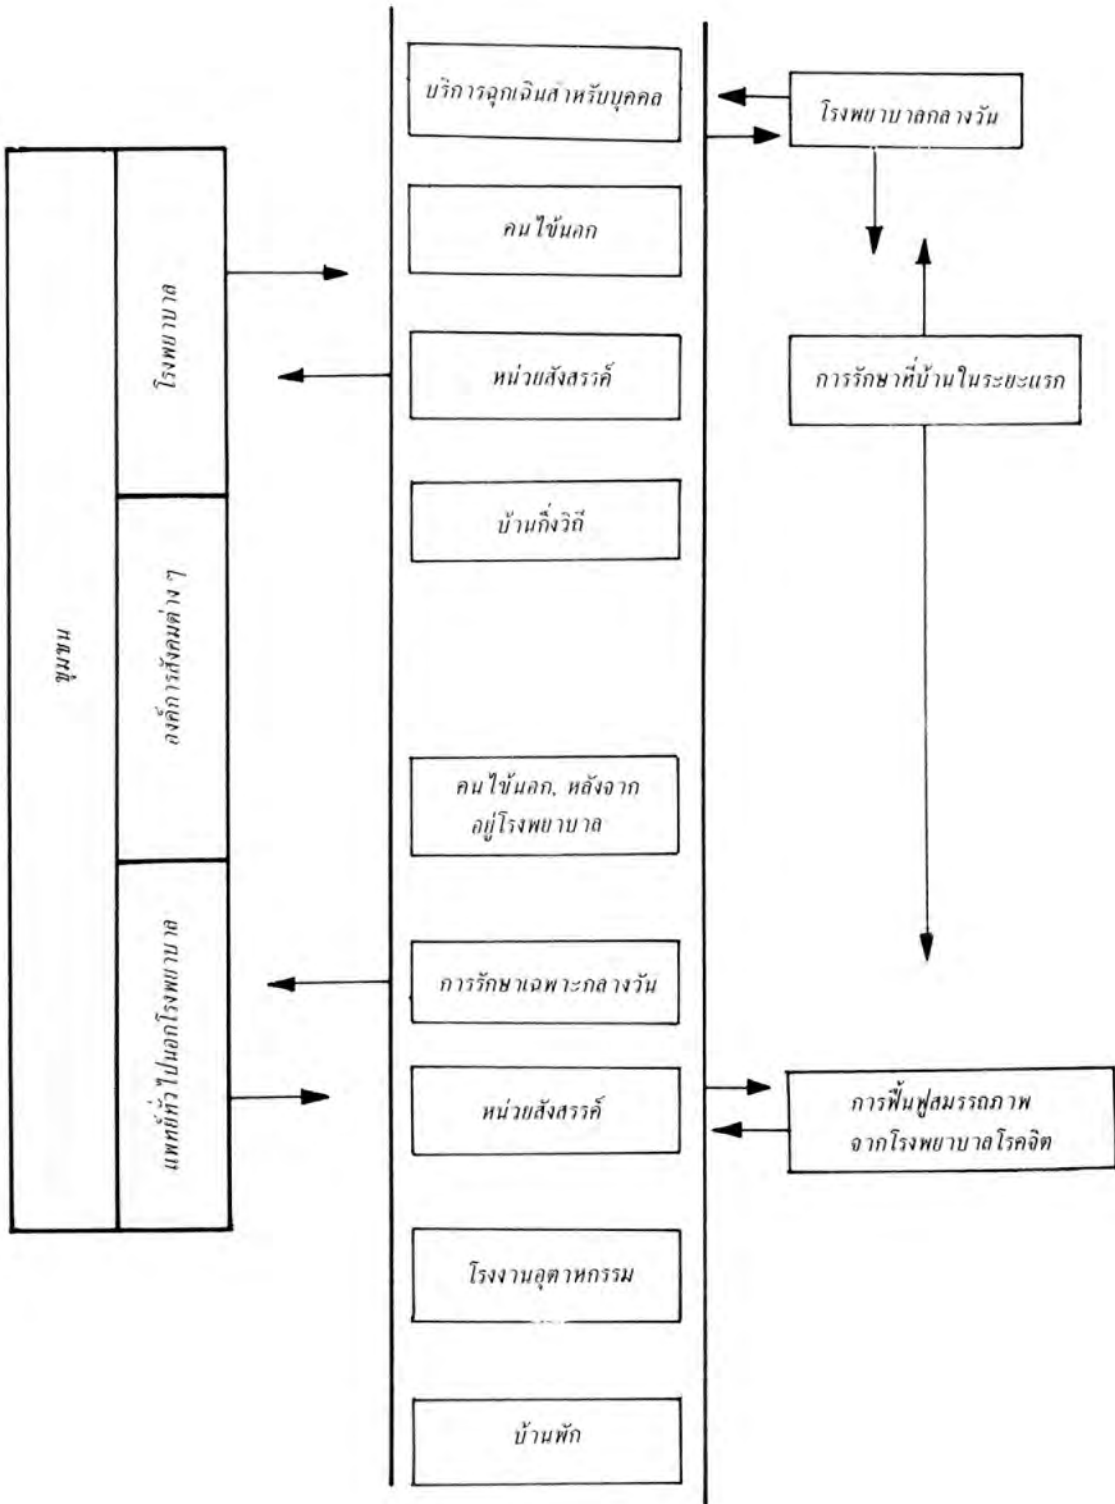 ชุมชน
โรงพยาบาล
องค์การสังคมต่าง ๆ
แพทย์ทั่วไปนอกโรงพยาบาล
บริการฉุกเฉินสำหรับบุคคล
คนไข้นอก
หน่วยสังสรรค์
บ้านกึ่งวิถี
คนไข้นอก, หลังจาก
อยู่โรงพยาบาล
การรักษาเฉพาะกลางวัน
หน่วยสังสรรค์
โรงงานอุตาหกรรม
บ้านพัก
โรงพยาบาลกลางวัน
การรักษาที่บ้านในระยะแรก
การฟื้นฟูสมรรถภาพ
จากโรงพยาบาลโรคจิต